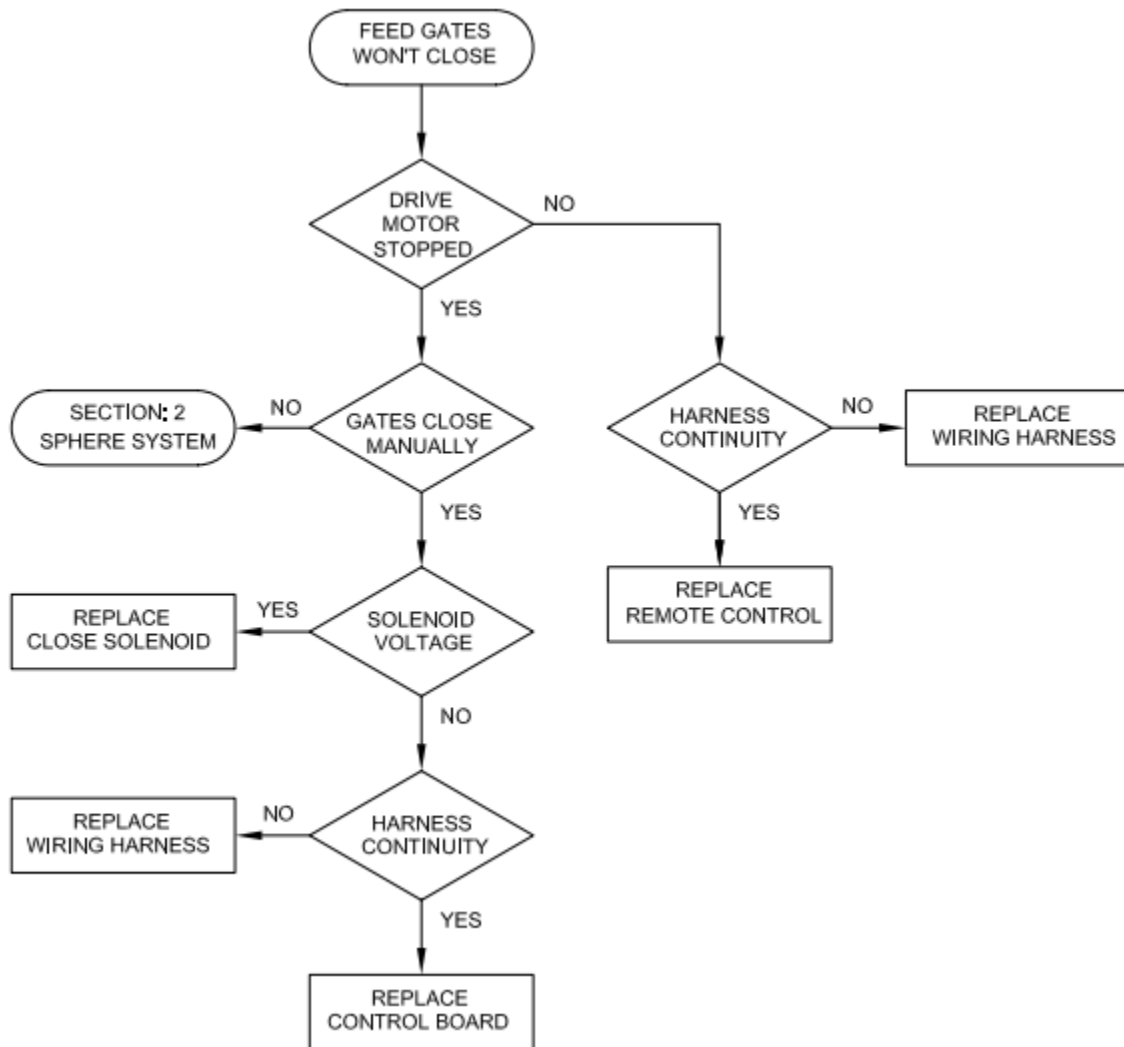 FEED GATES
WON'T CLOSE
DRIVE
MOTOR
STOPPED
NO
YES
SECTION: 2
SPHERE SYSTEM
NO
GATES CLOSE
MANUALLY
HARNESS
CONTINUITY
NO
REPLACE
WIRING HARNESS
YES
YES
REPLACE
CLOSE SOLENOID
YES
SOLENOID
VOLTAGE
REPLACE
REMOTE CONTROL
NO
REPLACE
WIRING HARNESS
NO
HARNESS
CONTINUITY
YES
REPLACE
CONTROL BOARD